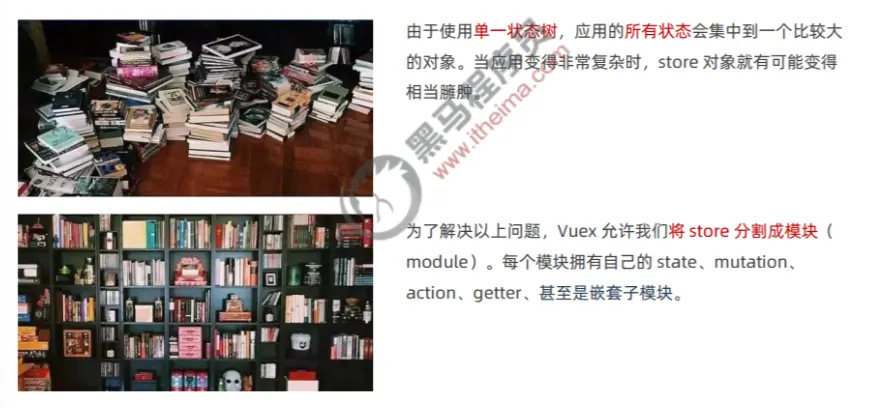 由于使用单一状态树，应用的所有状态会集中到一个比较大
的对象。当应用变得非常复杂时，store 对象就有可能变得
相当臃肿。
黑马程序员
www.itheima.com
为了解决以上问题，Vuex 允许我们将 store 分割成模块（
module）。每个模块拥有自己的 state、mutation、
action、getter、甚至是嵌套子模块。